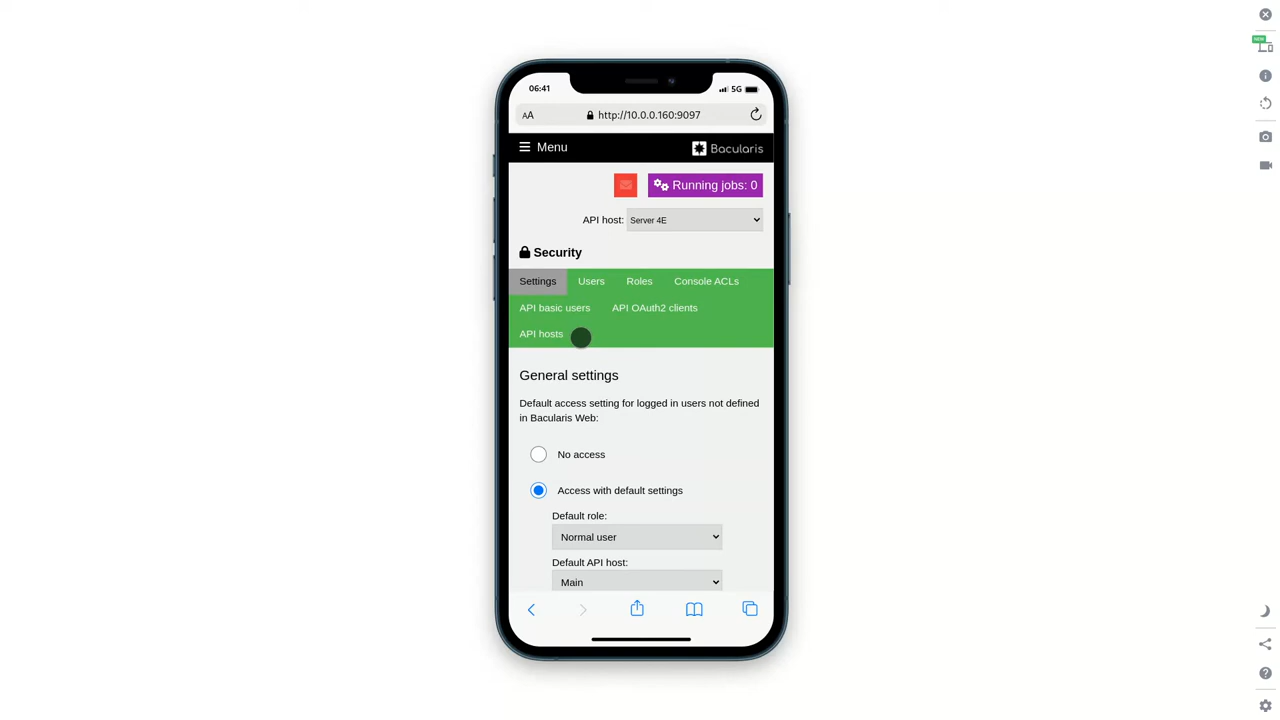 NEW
06:41
5G
AA
http://10.0.0.160:9097
Menu
Bacularis
Running jobs: 0
API host:
Server 4E
Security
Settings
Users
Roles
Console ACLs
API basic users
API OAuth2 clients
API hosts
General settings
Default access setting for logged in users not defined
in Bacularis Web:
No access
Access with default settings
Default role:
Normal user
Default API host:
Main